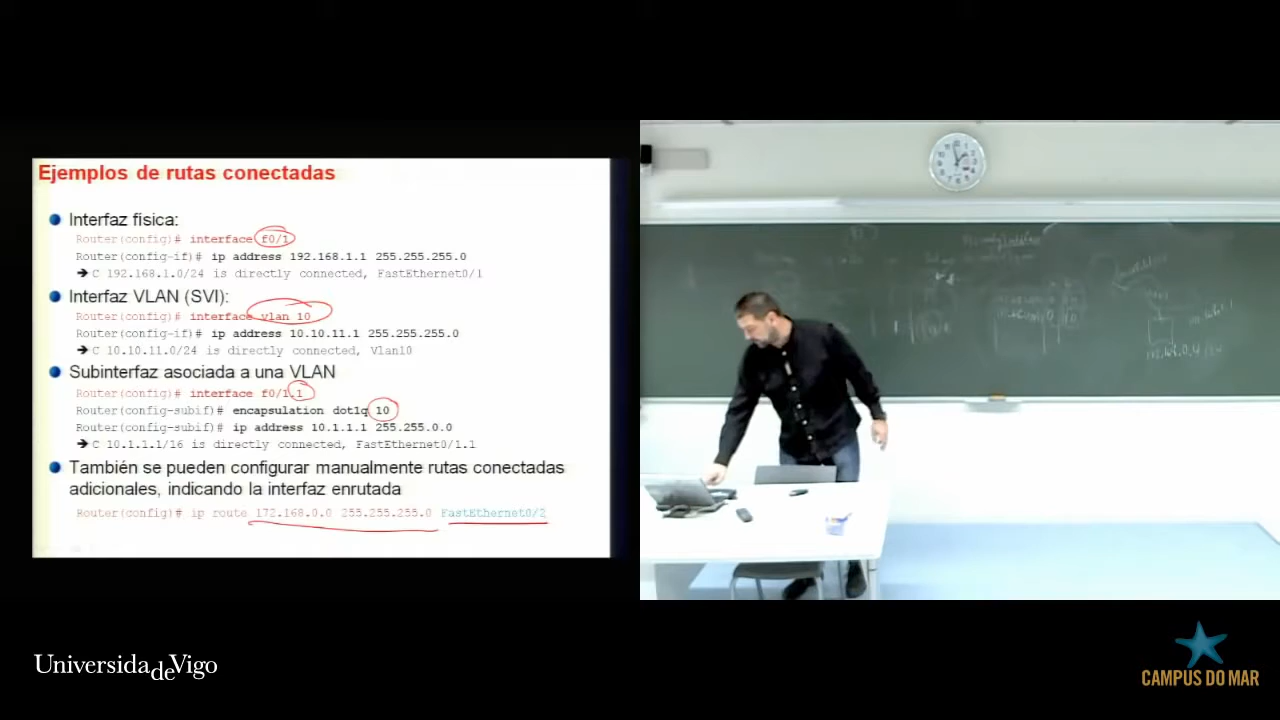 Ejemplos de rutas conectadas
Interfaz física:
Router(config)# interface f0/1
Router(config-if)# ip address 192.168.1.1 255.255.255.0
➔ C 192.168.1.0/24 is directly connected, FastEthernet0/1
Interfaz VLAN (SVI):
Router(config)# interface vlan 10
Router(config-if)# ip address 10.10.11.1 255.255.255.0
➔ C 10.10.11.0/24 is directly connected, Vlan10
Subinterfaz asociada a una VLAN
Router(config)# interface f0/1.1
Router(config-subif)# encapsulation dot1q 10
Router(config-subif)# ip address 10.1.1.1 255.255.0.0
➔ C 10.1.1.1/16 is directly connected, FastEthernet0/1.1
También se pueden configurar manualmente rutas conectadas
adicionales, indicando la interfaz enrutada
Router(config)# ip route 172.168.0.0 255.255.255.0 FastEthernet0/2
UniversidadeVigo
CAMPUS DO MAR